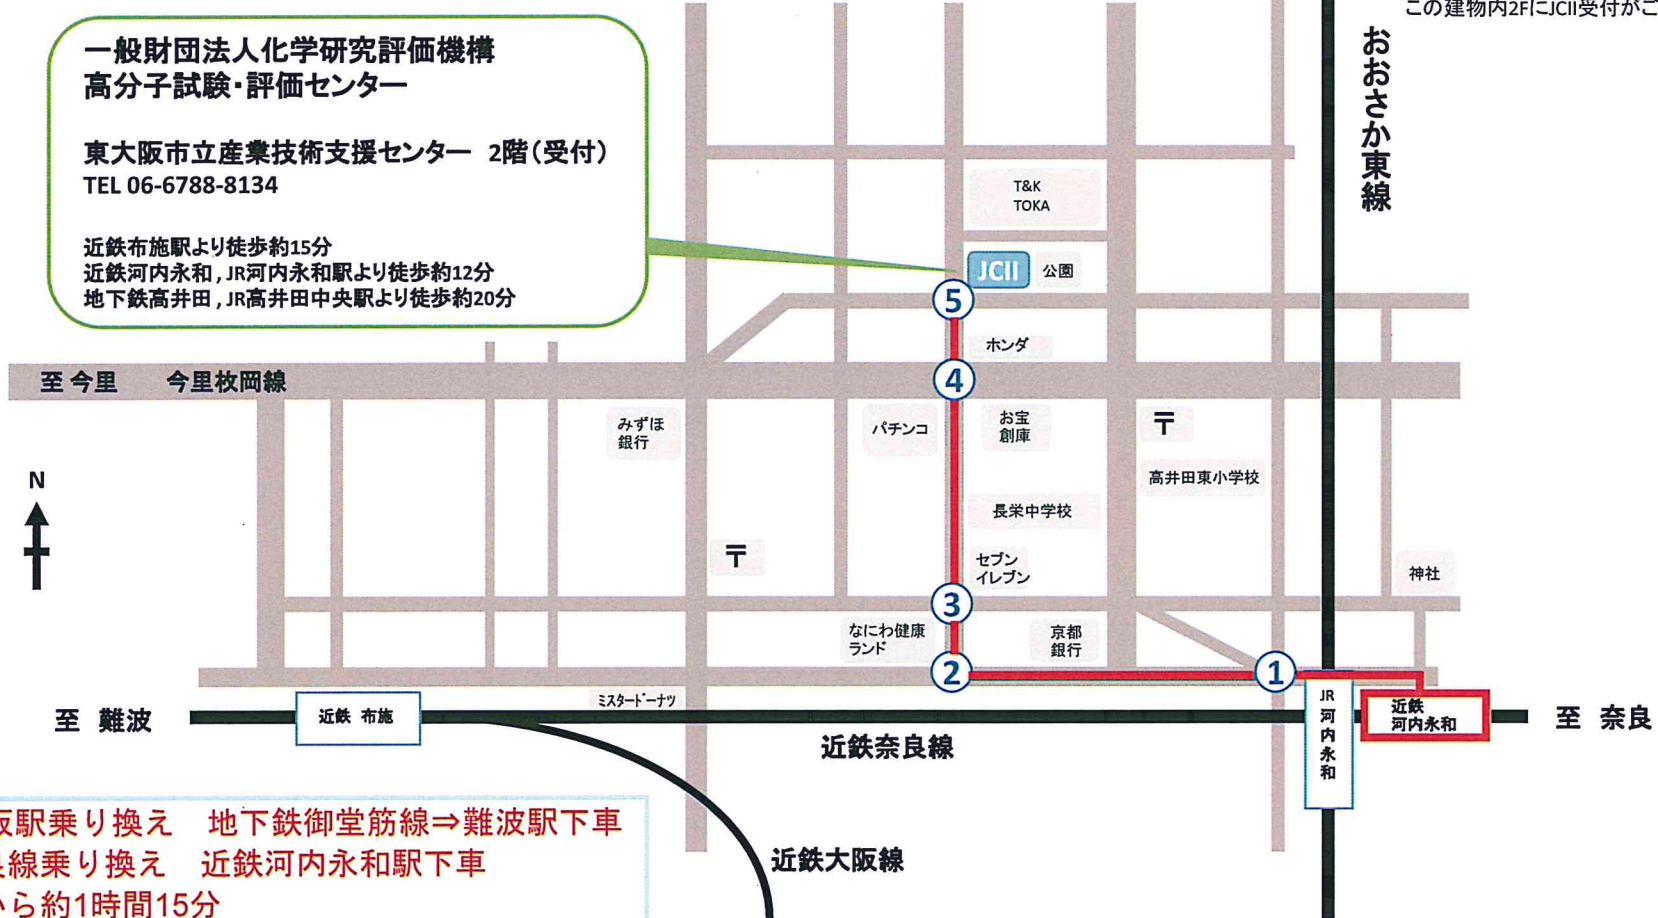 この建物内2FにJCII受付がご
一般財団法人化学研究評価機構
高分子試験・評価センター
東大阪市立産業技術支援センター 2階(受付)
TEL 06-6788-8134
近鉄布施駅より徒歩約15分
近鉄河内永和,JR河内永和駅より徒歩約12分
地下鉄高井田,JR高井田中央駅より徒歩約20分
おおさか東線
T&K
TOKA
JCII
公園
5
ホンダ
至 今里 今里枚岡線
4
みずほ
銀行
パチンコ
お宝
創庫
〒
高井田東小学校
N
長栄中学校
〒
セブン
イレブン
神社
3
なにわ健康
ランド
京都
銀行
2
1
ミスタードーナツ
至 難波
近鉄 布施
近鉄奈良線
JR河内永和
近鉄
河内永和
至 奈良
阪駅乗り換え 地下鉄御堂筋線⇒難波駅下車
良線乗り換え 近鉄河内永和駅下車
から約1時間15分
近鉄大阪線